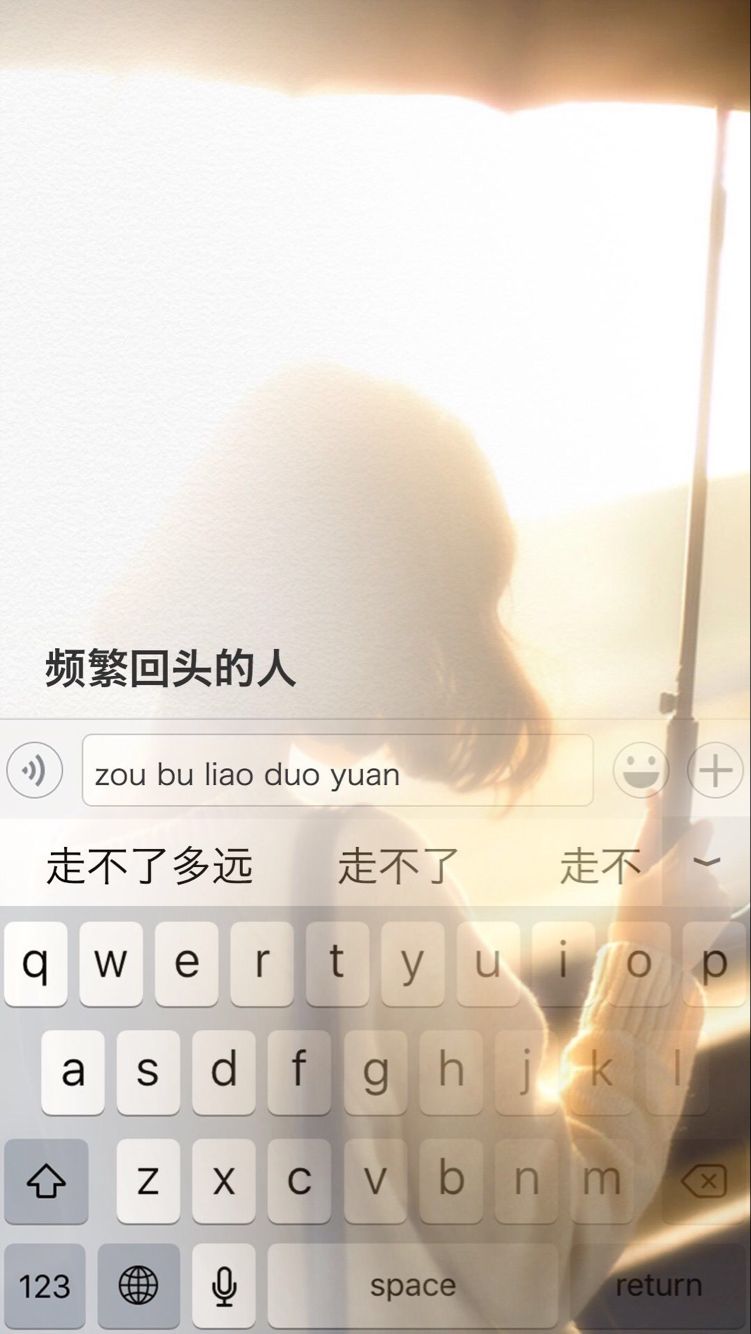 频繁回头的人
zou bu liao duo yuan
走不了多远 走不了 走不
q w e r t y u i o p
a s d f g h j k l
z x c v b n m
123 space return